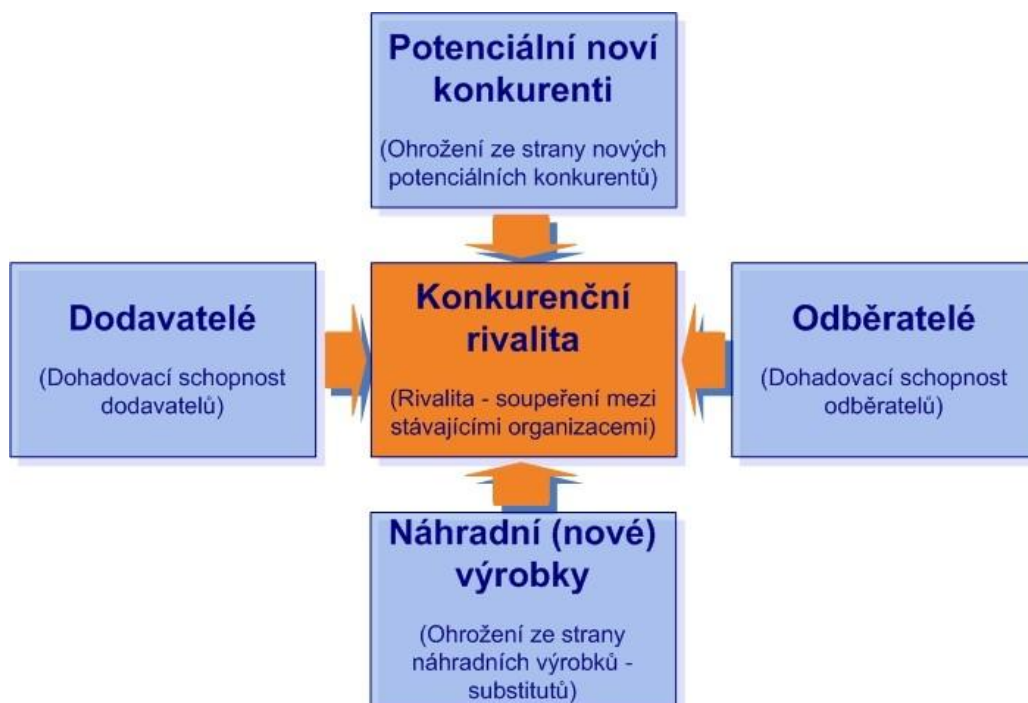 Potenciální noví
konkurenti
(Ohrožení ze strany nových
potenciálních konkurentů)
Dodavatelé
(Dohadovací schopnost
dodavatelů)
Konkurenční
rivalita
(Rivalita - soupeření mezi
stávajícími organizacemi)
Odběratelé
(Dohadovací schopnost
odběratelů)
Náhradní (nové)
výrobky
(Ohrožení ze strany
náhradních výrobků -
substitutů)